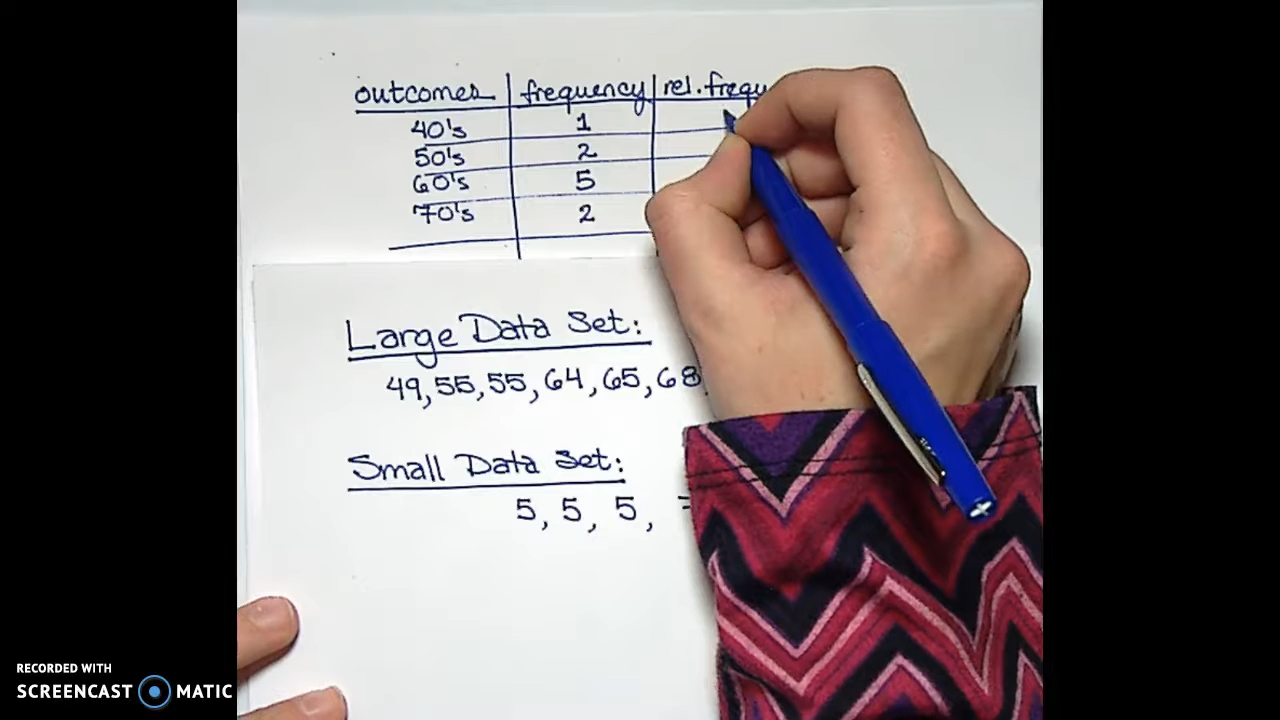 outcomes frequency rel. frequ
40's 1
50's 2
60's 5
70's 2
Large Data Set:
49, 55, 55, 64, 65, 68,
Small Data Set:
5, 5, 5,
RECORDED WITH
SCREENCAST MATIC